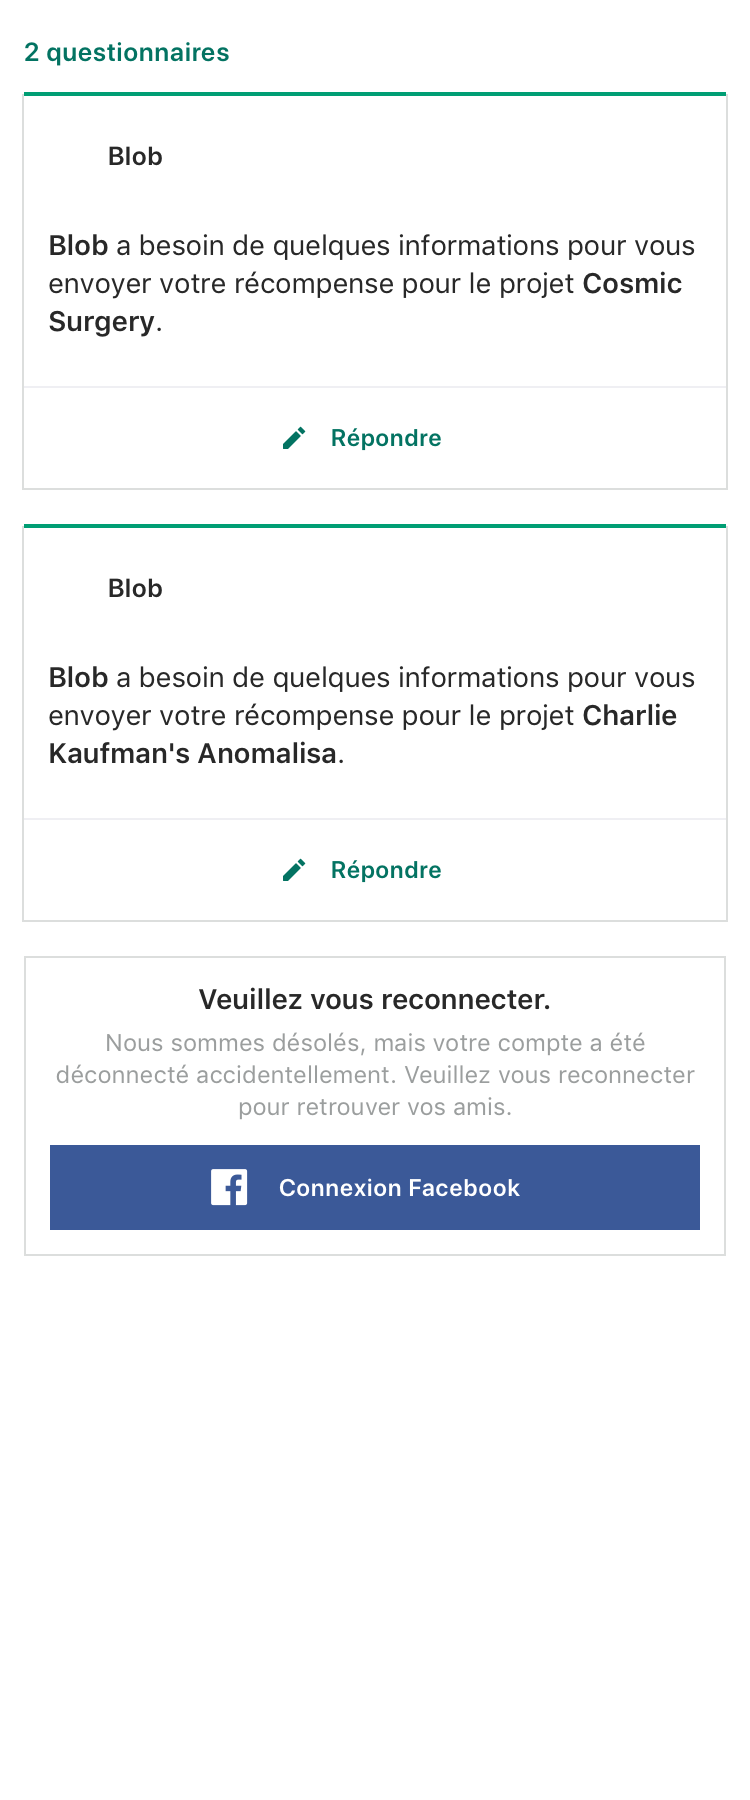 2 questionnaires
Blob
Blob a besoin de quelques informations pour vous
envoyer votre récompense pour le projet Cosmic
Surgery.
Répondre
Blob
Blob a besoin de quelques informations pour vous
envoyer votre récompense pour le projet Charlie
Kaufman's Anomalisa.
Répondre
Veuillez vous reconnecter.
Nous sommes désolés, mais votre compte a été
déconnecté accidentellement. Veuillez vous reconnecter
pour retrouver vos amis.
Connexion Facebook